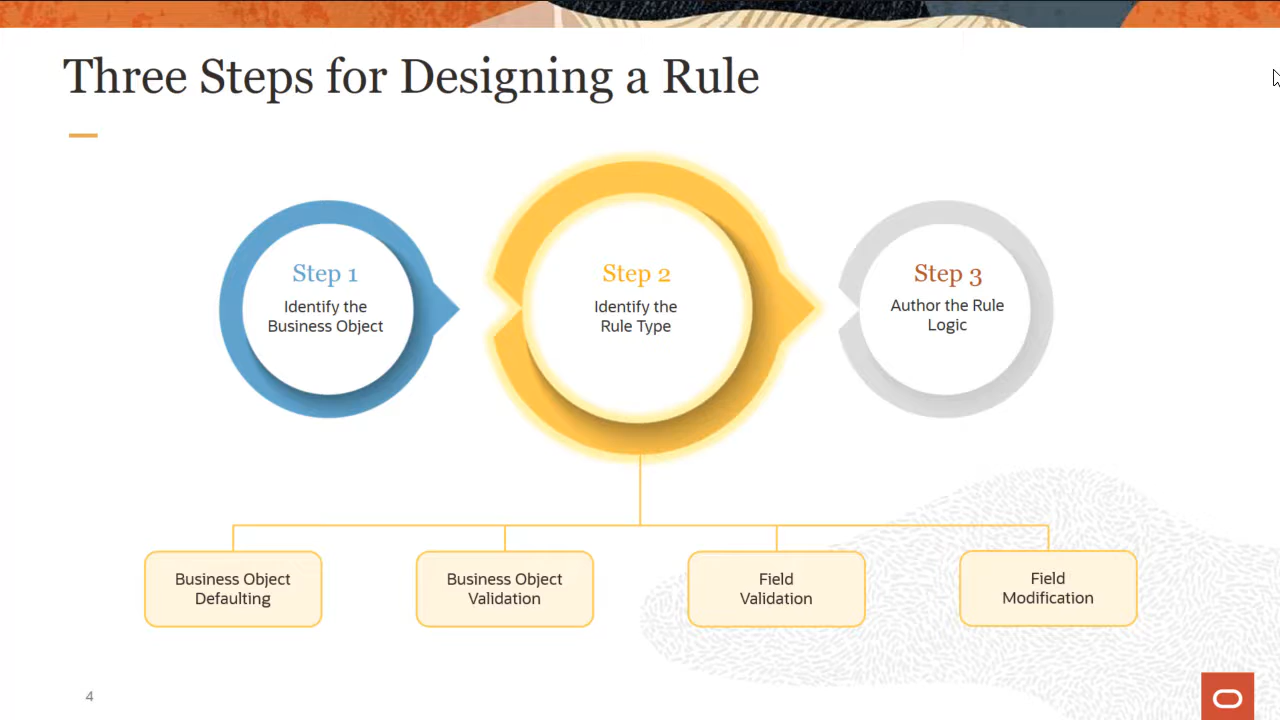 Three Steps for Designing a Rule
Step 1
Identify the
Business Object
Step 2
Identify the
Rule Type
Step 3
Author the Rule
Logic
Business Object
Defaulting
Business Object
Validation
Field
Validation
Field
Modification
4